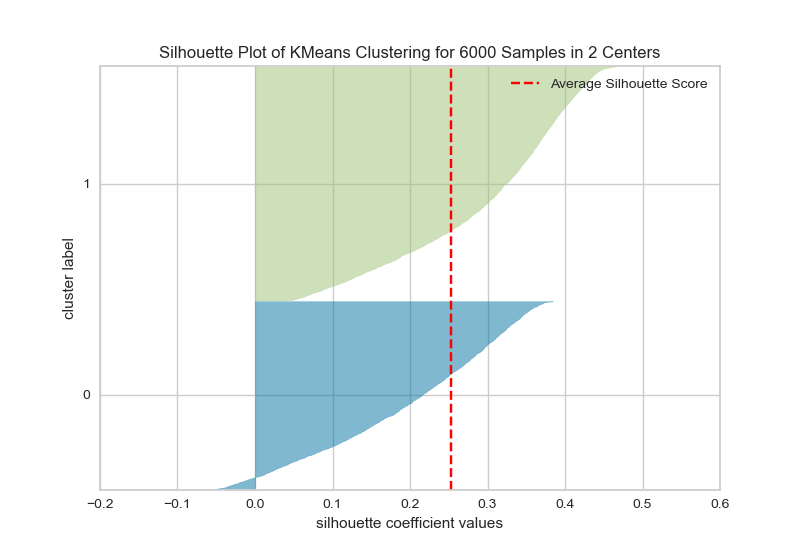 Silhouette Plot of KMeans Clustering for 6000 Samples in 2 Centers
Average Silhouette Score
1
cluster label
0
−0.2 −0.1 0.0 0.1 0.2 0.3 0.4 0.5 0.6
silhouette coefficient values